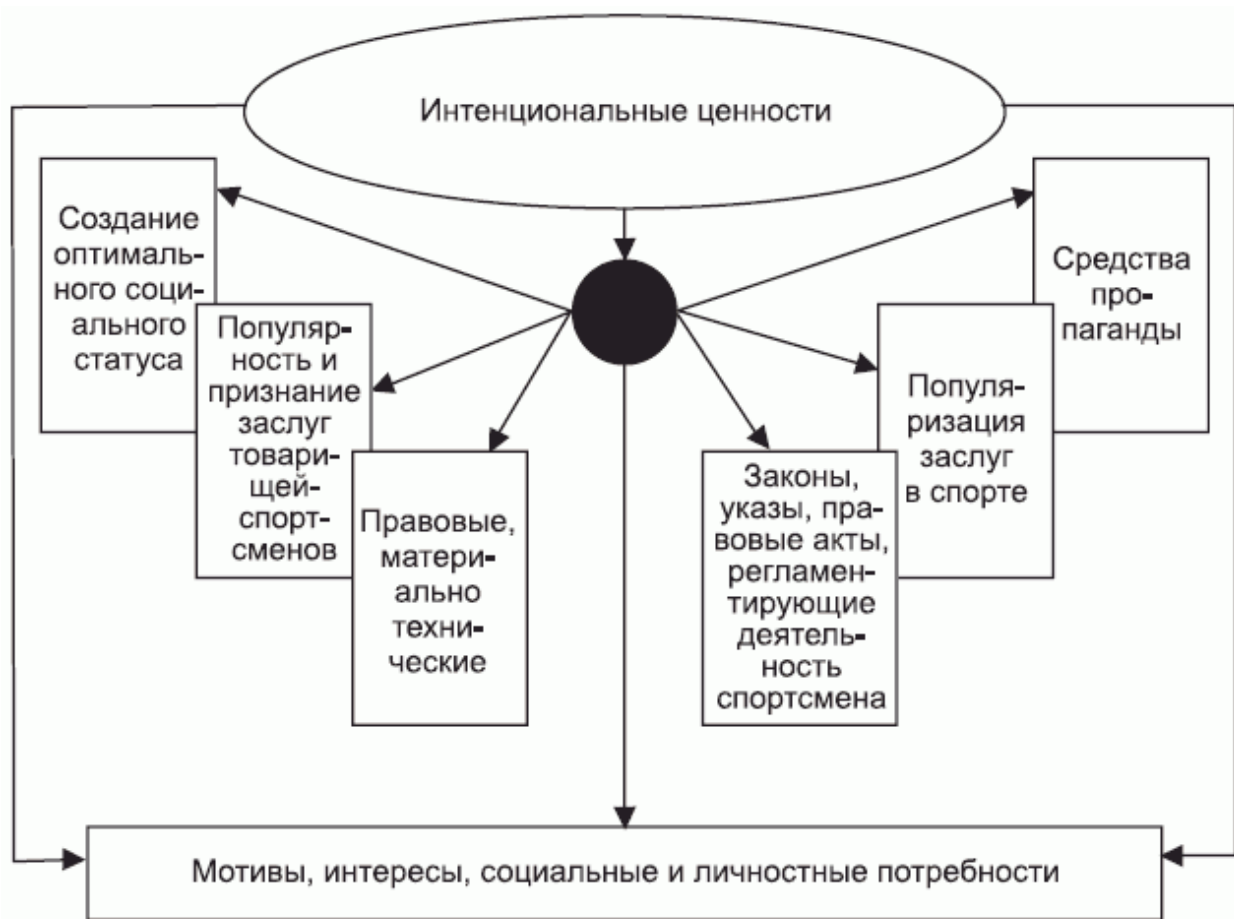 Интенциональные ценности
Создание
оптималь-
ного соци-
ального
статуса
Популяр-
ность и
признание
заслуг
товари-
щей-
спорт-
сменов
Правовые,
матери-
ально
техни-
ческие
Законы,
указы, пра-
вовые акты,
регламен-
тирующие
деятель-
ность
спортсмена
Популя-
ризация
заслуг
в спорте
Средства
про-
паганды
Мотивы, интересы, социальные и личностные потребности